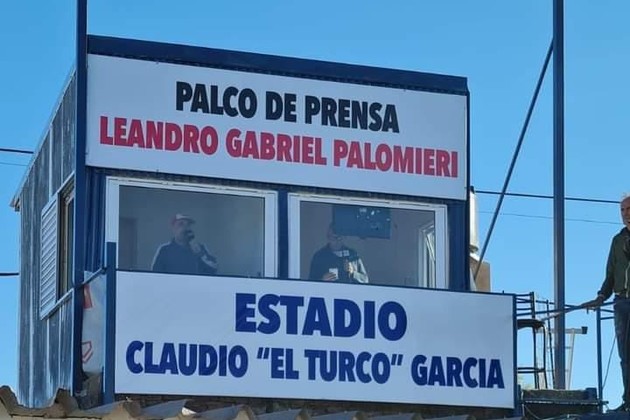 PALCO DE PRENSA
LEANDRO GABRIEL PALOMIERI
ESTADIO
CLAUDIO "EL TURCO" GARCIA